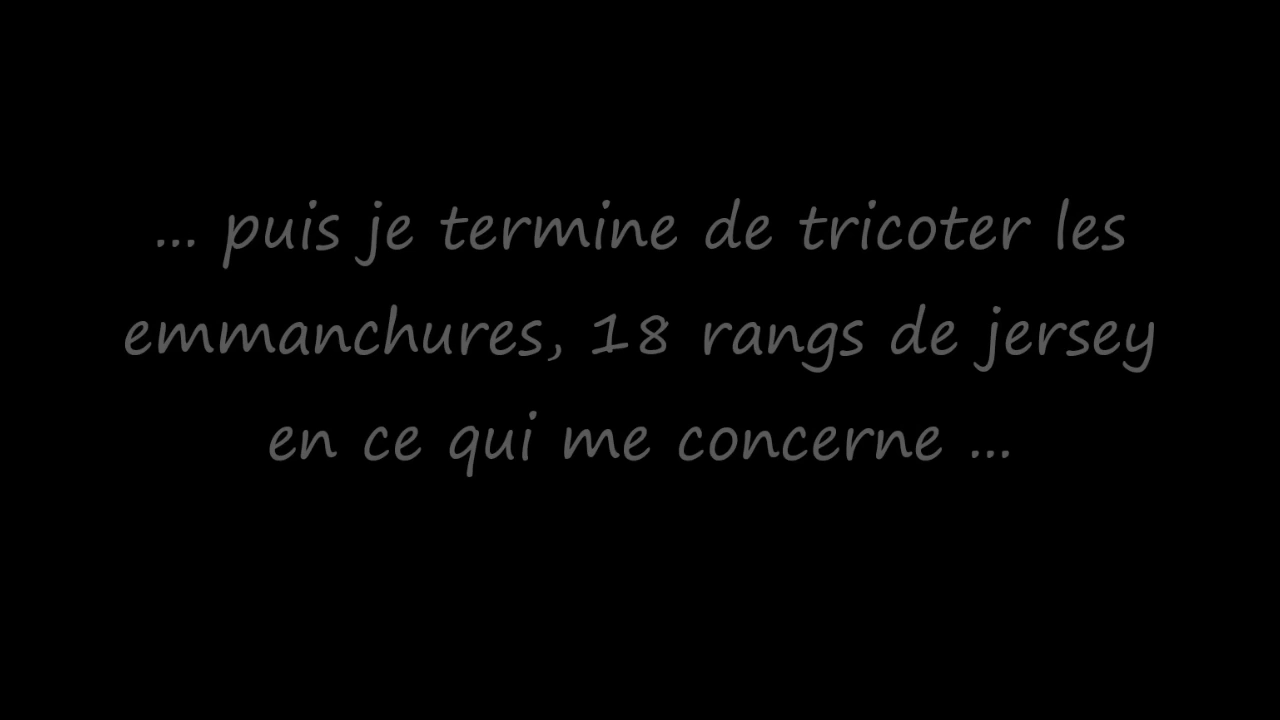 ... puis je termine de tricoter les
emmanchures, 18 rangs de jersey
en ce qui me concerne ...